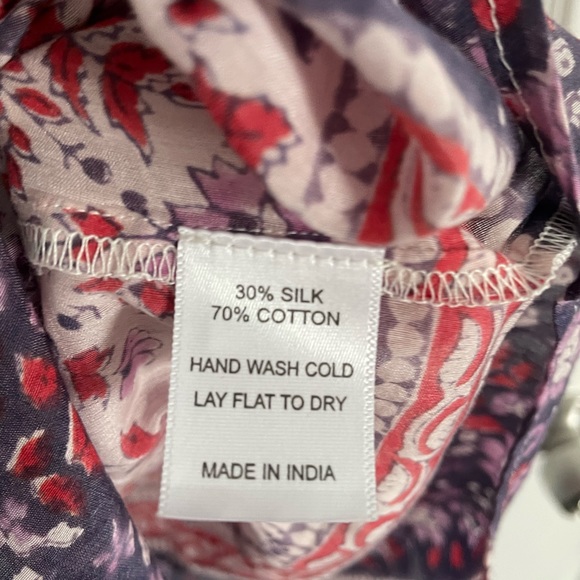 30% SILK
70% COTTON
HAND WASH COLD
LAY FLAT TO DRY
MADE IN INDIA